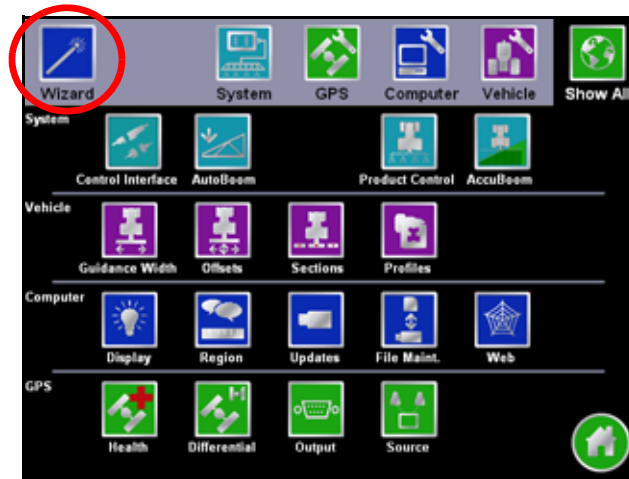 Wizard System GPS Computer Vehicle Show All
System
Control Interface AutoBoom Product Control AccuBoom
Vehicle
Guidance Width Offsets Sections Profiles
Computer
Display Region Updates File Maint. Web
GPS
Health Differential Output Source